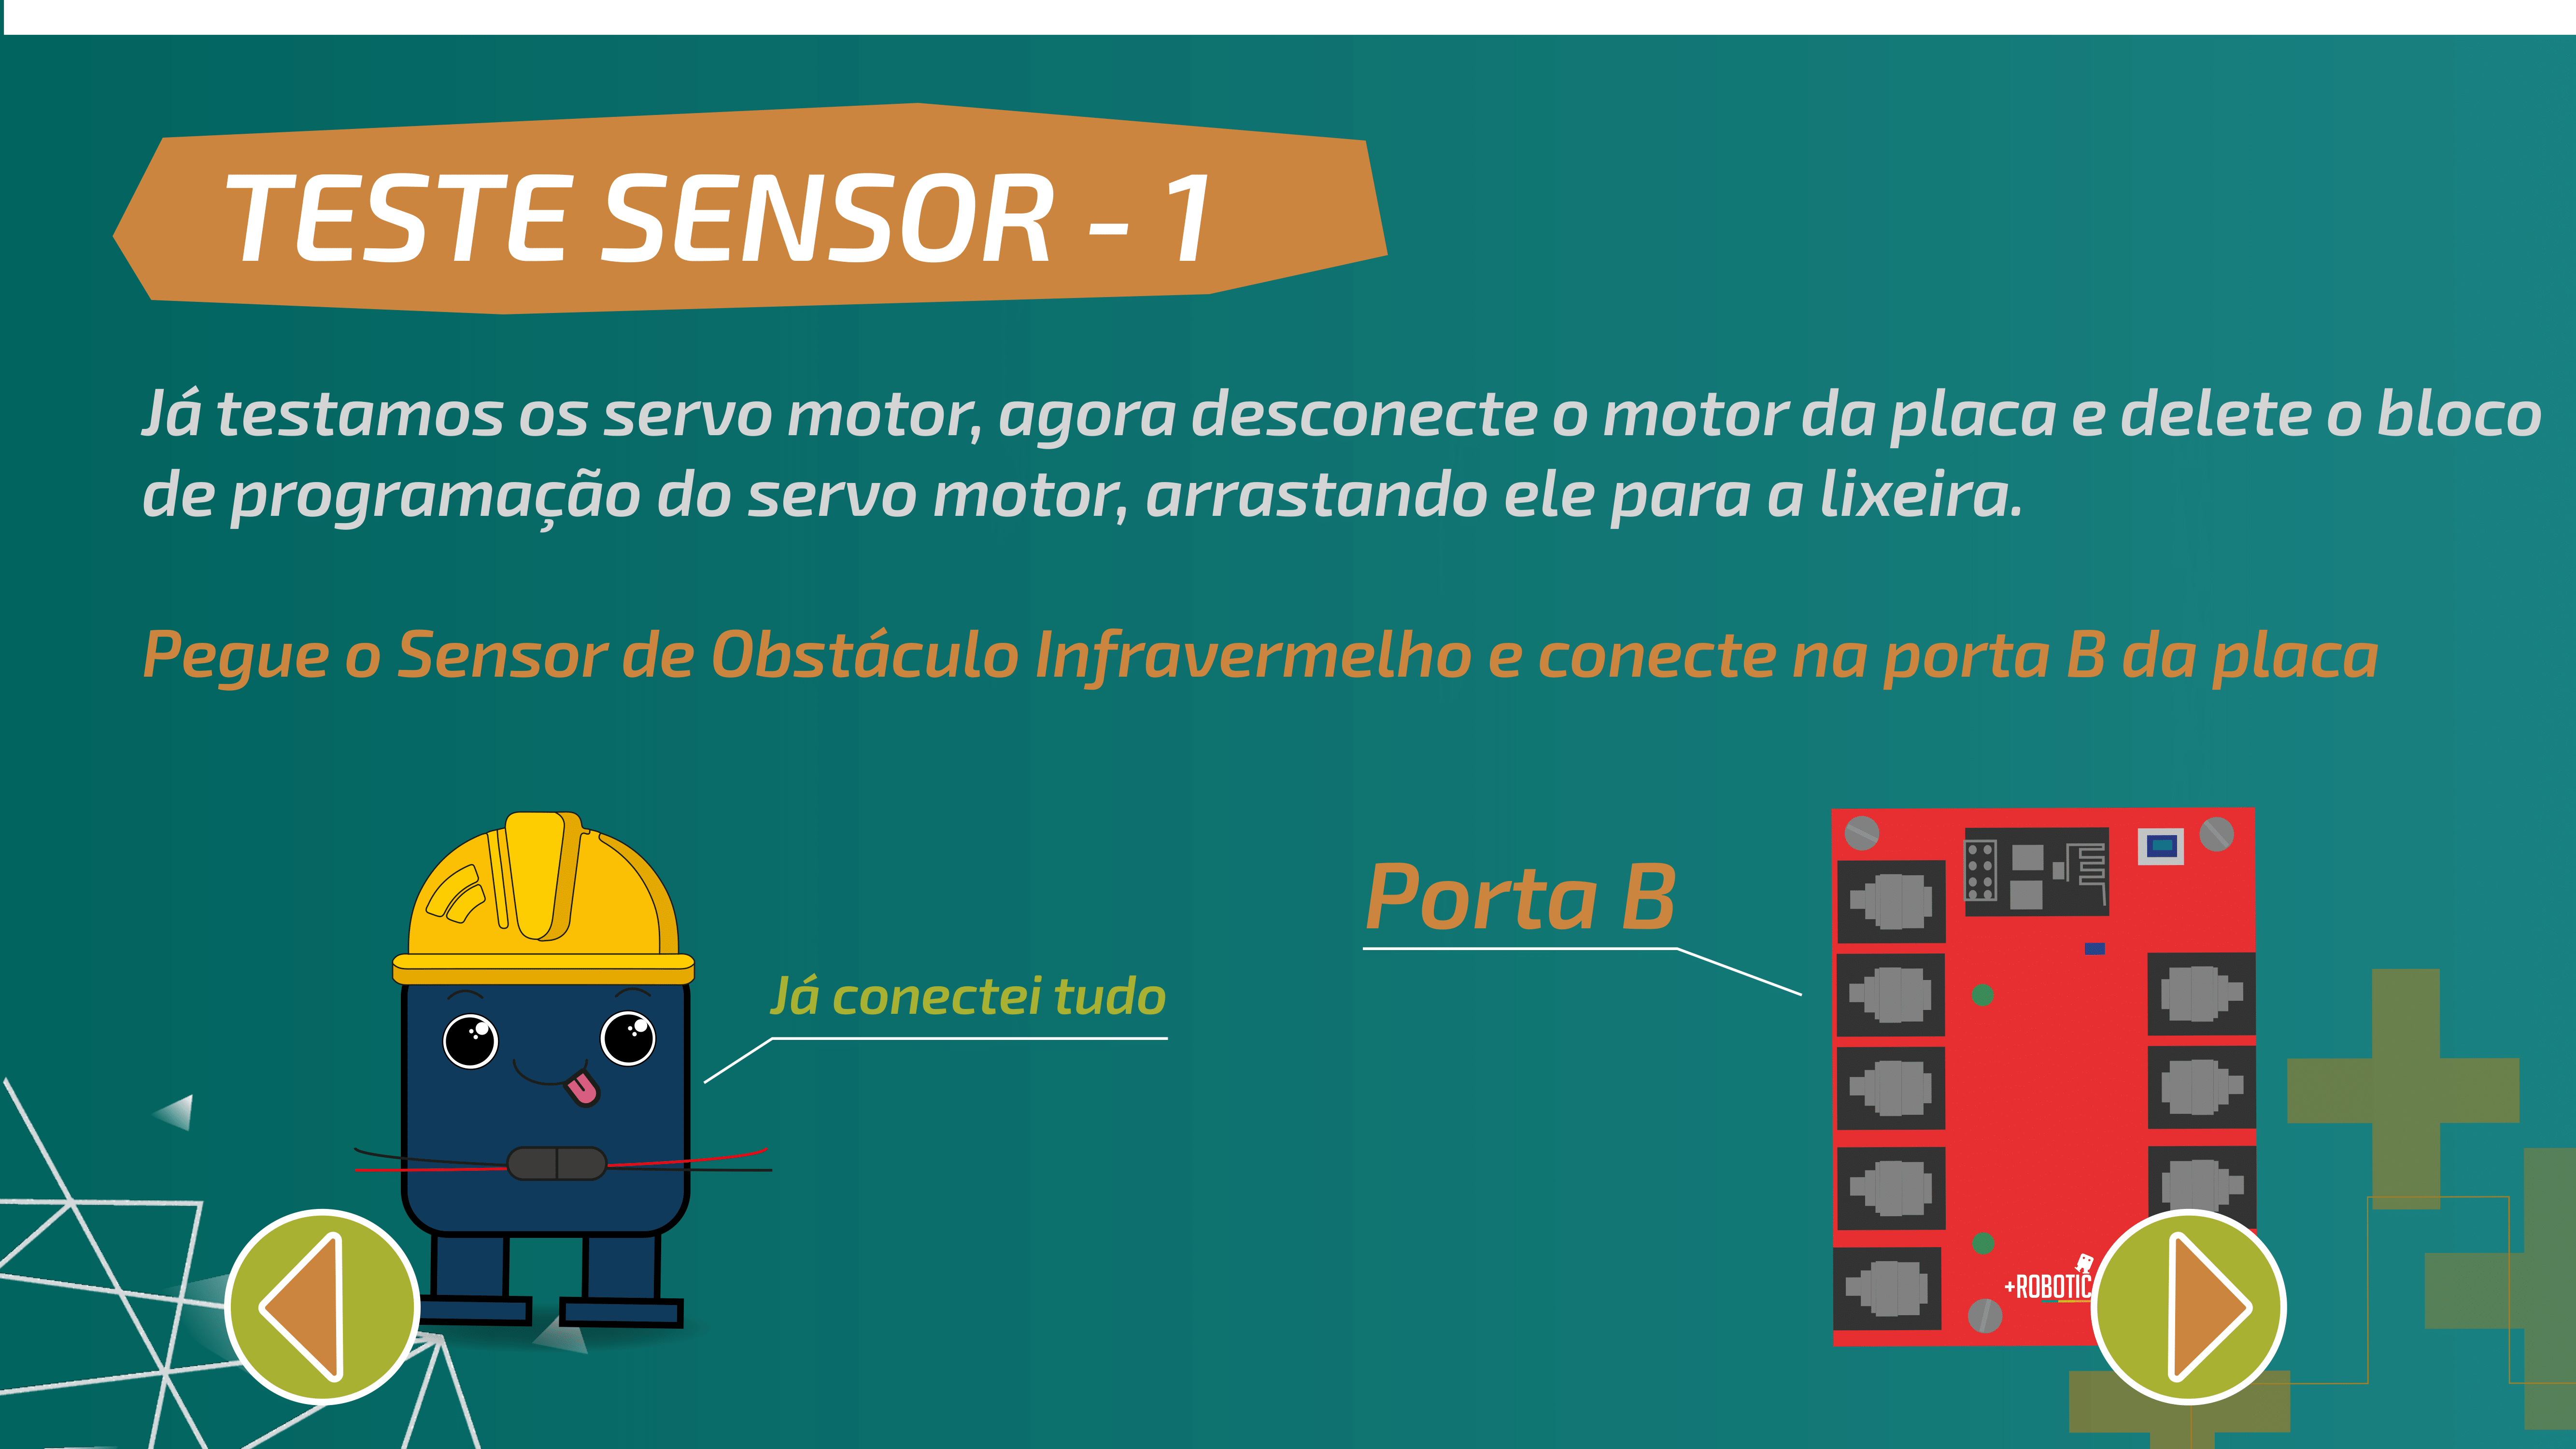 TESTE SENSOR - 1
Já testamos os servo motor, agora desconecte o motor da placa e delete o bloco
de programação do servo motor, arrastando ele para a lixeira.
Pegue o Sensor de Obstáculo Infravermelho e conecte na porta B da placa
Porta B
Já conectei tudo
+ROBOTIC